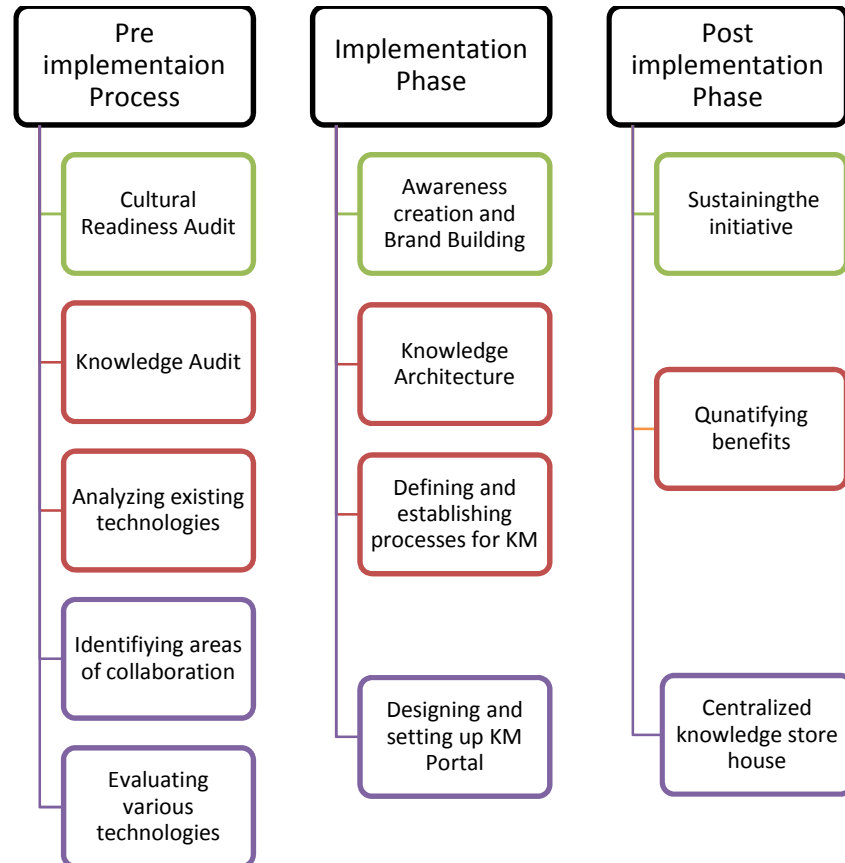 Pre
implementaion
Process
Cultural
Readiness Audit
Knowledge Audit
Analyzing existing
technologies
Identifiying areas
of collaboration
Evaluating
various
technologies
Implementation
Phase
Awareness
creation and
Brand Building
Knowledge
Architecture
Defining and
establishing
processes for KM
Designing and
setting up KM
Portal
Post
implementation
Phase
Sustainingthe
initiative
Qunatifying
benefits
Centralized
knowledge store
house